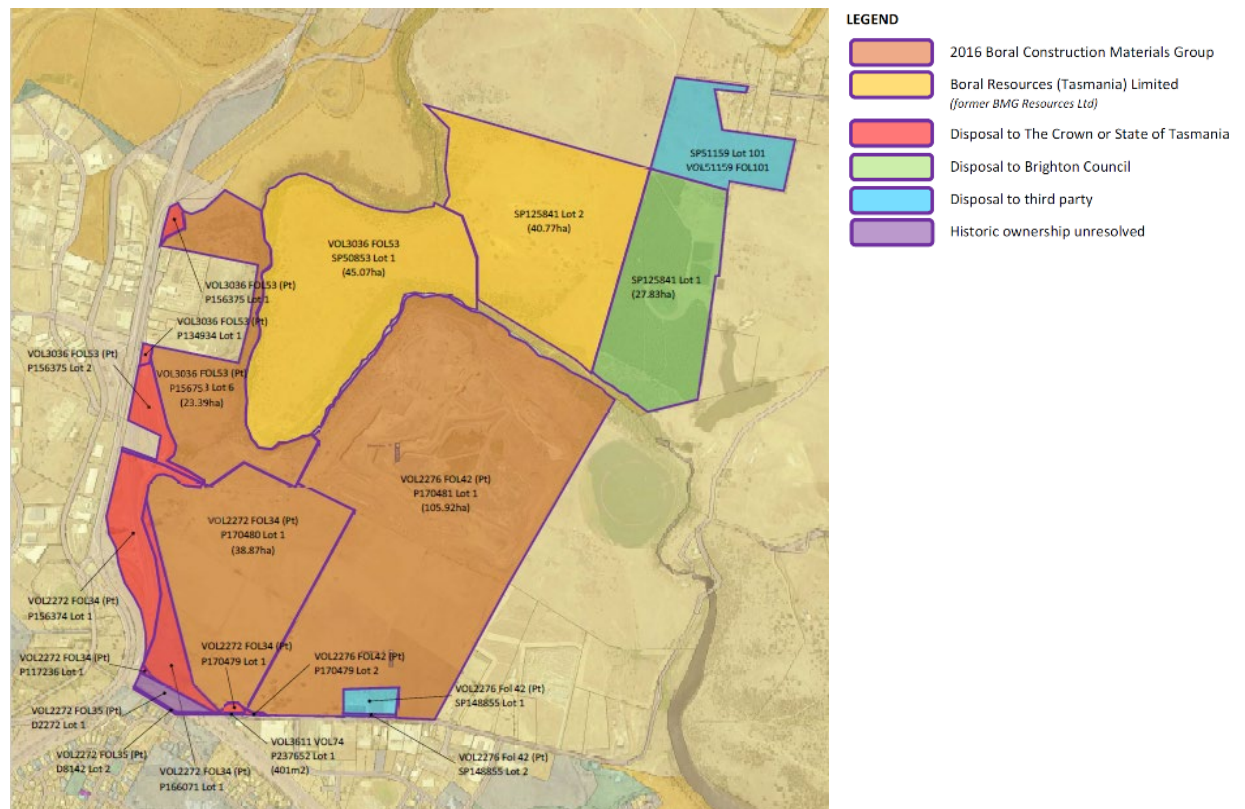 LEGEND
2016 Boral Construction Materials Group
Boral Resources (Tasmania) Limited
(former BMG Resources Ltd)
Disposal to The Crown or State of Tasmania
Disposal to Brighton Council
Disposal to third party
Historic ownership unresolved
SP51159 Lot 101
VOL51159 FOL101
SP125841 Lot 2
(40.77ha)
VOL3036 FOL53
SP50853 Lot 1
(45.07ha)
SP125841 Lot 1
(27.83ha)
VOL3036 FOL53 (Pt)
P156375 Lot 1
VOL3036 FOL53 (Pt)
P134934 Lot 1
VOL3036 FOL53 (Pt)
P156375 Lot 2
VOL3036 FOL53 (Pt)
P156753 Lot 6
(23.39ha)
VOL2276 FOL42 (Pt)
P170481 Lot 1
(105.92ha)
VOL2272 FOL34 (Pt)
P170480 Lot 1
(38.87ha)
VOL2272 FOL34 (Pt)
P156374 Lot 1
VOL2272 FOL34 (Pt)
P170479 Lot 1
VOL2276 FOL42 (Pt)
P170479 Lot 2
VOL2272 FOL34 (Pt)
P117236 Lot 1
VOL2276 Fol 42 (Pt)
SP148855 Lot 1
VOL2272 FOL35 (Pt)
D2272 Lot 1
VOL3611 VOL74
P237652 Lot 1
(401m2)
VOL2272 FOL35 (Pt)
D8142 Lot 2
VOL2276 Fol 42 (Pt)
SP148855 Lot 2
VOL2272 FOL34 (Pt)
P166071 Lot 1